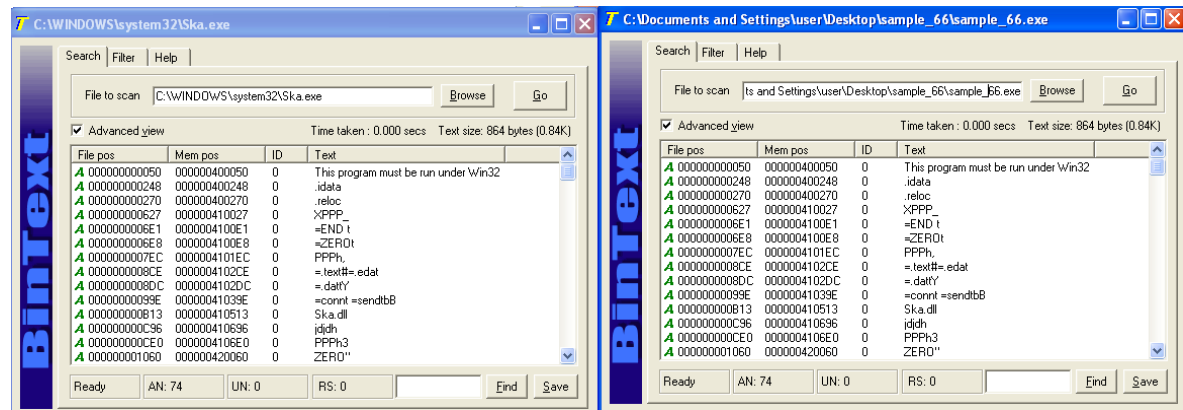 C:\WINDOWS\system32\Ska.exe
Search Filter Help
File to scan C:\WINDOWS\system32\Ska.exe Browse Go
Advanced view Time taken : 0.000 secs Text size: 864 bytes (0.84K)
File pos Mem pos ID Text
A 000000000050 000000400050 0 This program must be run under Win32
A 000000000248 000000400248 0 .idata
A 000000000270 000000400270 0 .reloc
A 000000000627 000000410027 0 XPPP_
A 0000000006E1 0000004100E1 0 =END t
A 0000000006E8 0000004100E8 0 =ZEROt
A 0000000007EC 0000004101EC 0 PPPh,
A 0000000008CE 0000004102CE 0 =.text#=.edat
A 0000000008DC 0000004102DC 0 =.datfY
A 00000000099E 00000041039E 0 =connt =sendtbB
A 000000000B13 000000410513 0 Ska.dll
A 000000000C96 000000410696 0 jdjdh
A 000000000CE0 0000004106E0 0 PPPh3
A 000000001060 000000420060 0 ZERO"
Ready AN: 74 UN: 0 RS: 0 Find Save
BinText
C:\Documents and Settings\user\Desktop\sample_66\sample_66.exe
Search Filter Help
File to scan ts and Settings\user\Desktop\sample_66\sample_66.exe Browse Go
Advanced view Time taken : 0.000 secs Text size: 864 bytes (0.84K)
File pos Mem pos ID Text
A 000000000050 000000400050 0 This program must be run under Win32
A 000000000248 000000400248 0 .idata
A 000000000270 000000400270 0 .reloc
A 000000000627 000000410027 0 XPPP_
A 0000000006E1 0000004100E1 0 =END t
A 0000000006E8 0000004100E8 0 =ZEROt
A 0000000007EC 0000004101EC 0 PPPh,
A 0000000008CE 0000004102CE 0 =.text#=.edat
A 0000000008DC 0000004102DC 0 =.datfY
A 00000000099E 00000041039E 0 =connt =sendtbB
A 000000000B13 000000410513 0 Ska.dll
A 000000000C96 000000410696 0 jdjdh
A 000000000CE0 0000004106E0 0 PPPh3
A 000000001060 000000420060 0 ZERO"
Ready AN: 74 UN: 0 RS: 0 Find Save
BinText